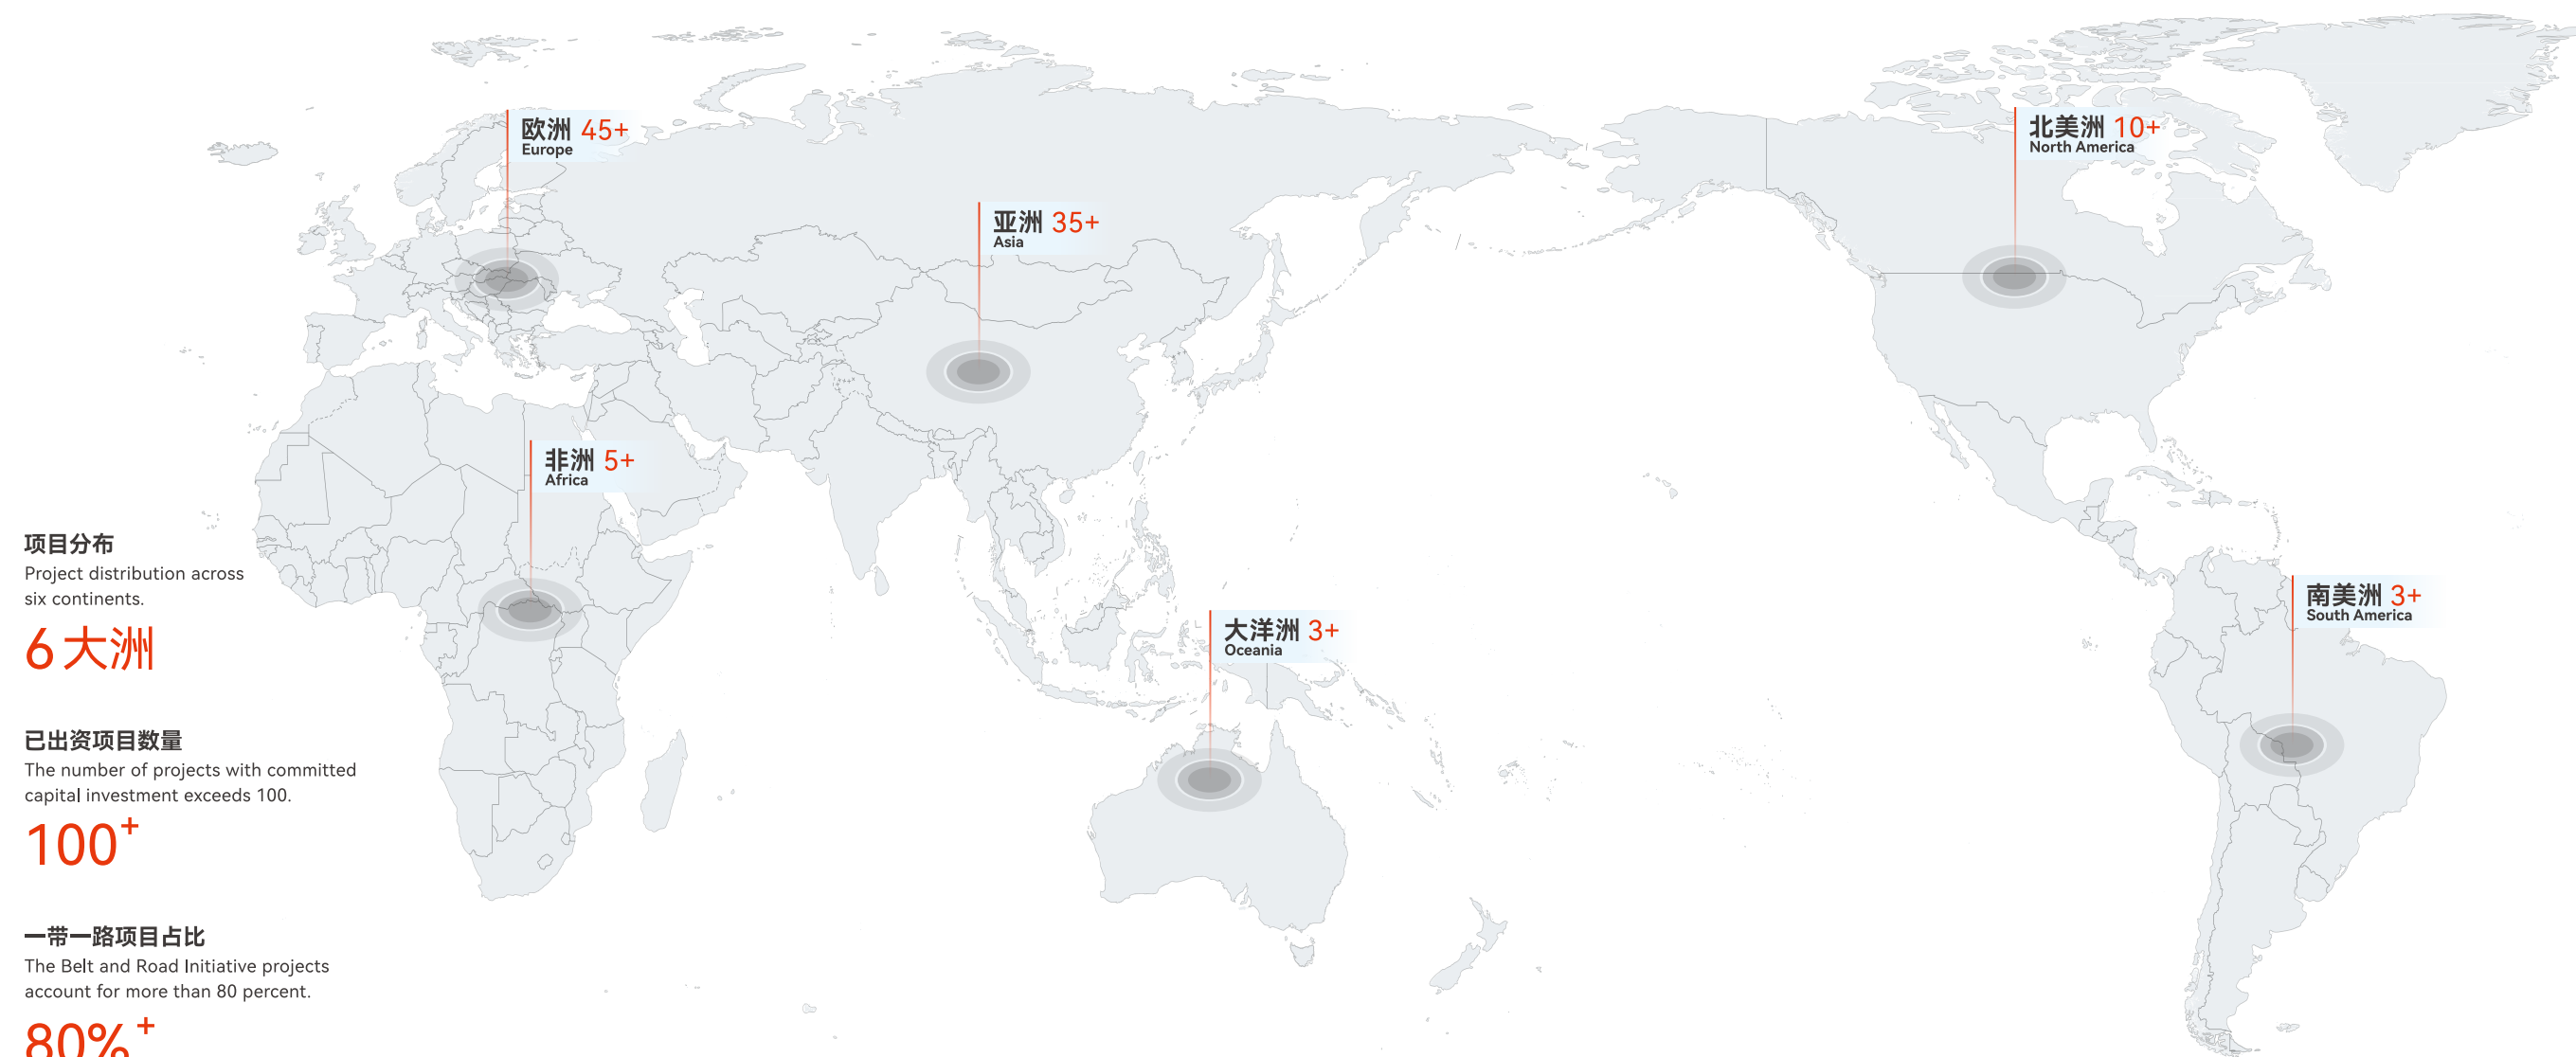 欧洲 45+
Europe
北美洲 10+
North America
亚洲 35+
Asia
非洲 5+
Africa
南美洲 3+
South America
大洋洲 3+
Oceania
项目分布
Project distribution across
six continents.
6大洲
已出资项目数量
The number of projects with committed
capital investment exceeds 100.
100+
一带一路项目占比
The Belt and Road Initiative projects
account for more than 80 percent.
80%+